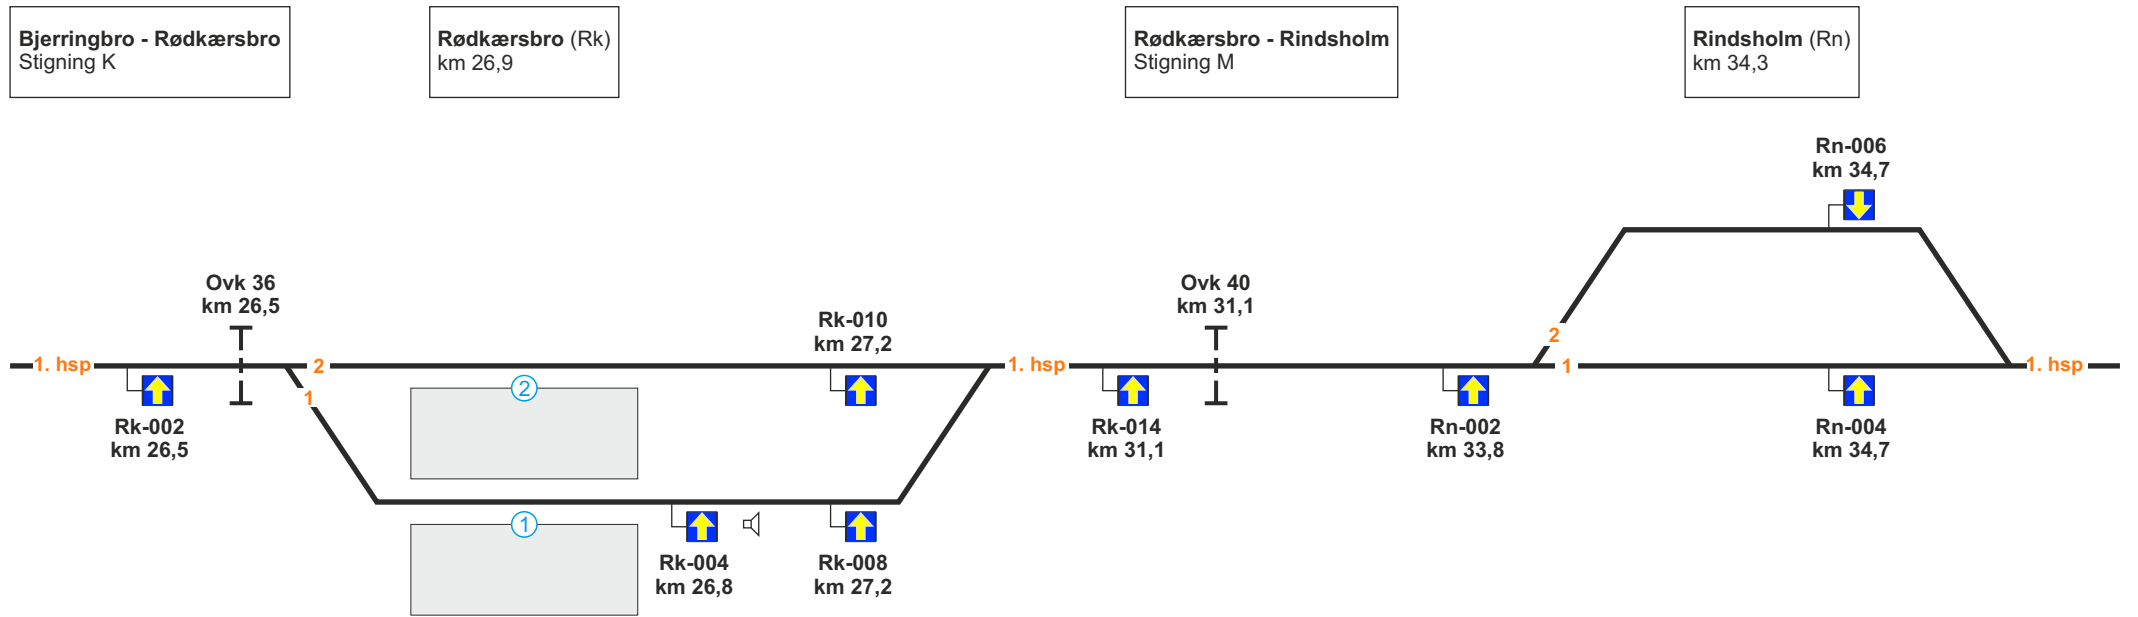 Bjerringbro - Rødkærsbro
Stigning K
Rødkærsbro (Rk)
km 26,9
Rødkærsbro - Rindsholm
Stigning M
Rindsholm (Rn)
km 34,3
Rn-006
km 34,7
Ovk 36
km 26,5
Ovk 40
km 31,1
Rk-010
km 27,2
2
1. hsp
2
1. hsp
1
1. hsp
1
2
Rk-002
km 26,5
Rk-014
km 31,1
Rn-002
km 33,8
Rn-004
km 34,7
1
Rk-004
km 26,8
Rk-008
km 27,2